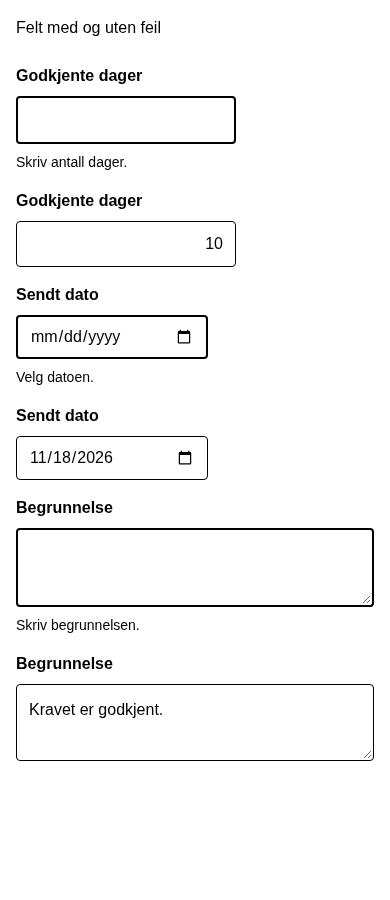 Felt med og uten feil
Godkjente dager
Skriv antall dager.
Godkjente dager
10
Sendt dato
mm/dd/yyyy
Velg datoen.
Sendt dato
11/18/2026
Begrunnelse
Skriv begrunnelsen.
Begrunnelse
Kravet er godkjent.